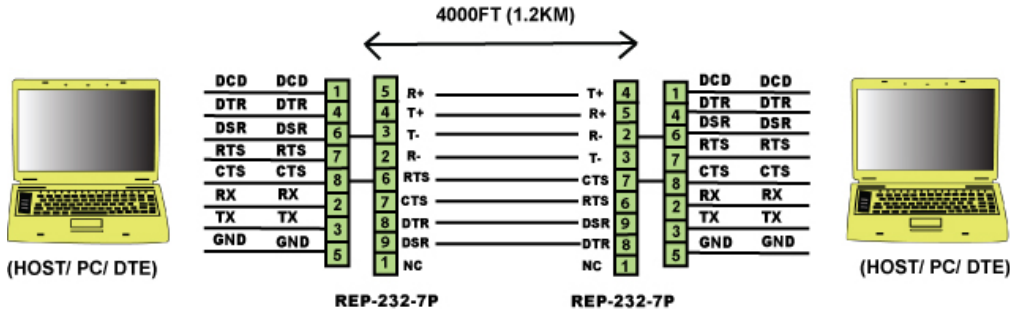 4000FT (1.2KM)
DCD DCD 1 5 R+ T+ 4 1 DCD DCD
DTR DTR 4 4 T+ R+ 5 4 DTR DTR
DSR DSR 6 3 T- R- 2 6 DSR DSR
RTS RTS 7 2 R- T- 3 7 RTS RTS
CTS CTS 8 6 RTS CTS 7 8 CTS CTS
RX RX 2 7 CTS RTS 6 2 RX RX
TX TX 3 8 DTR DSR 9 3 TX TX
GND GND 5 9 DSR DTR 8 5 GND GND
1 NC NC 1
(HOST/ PC/ DTE) (HOST/ PC/ DTE)
REP-232-7P REP-232-7P